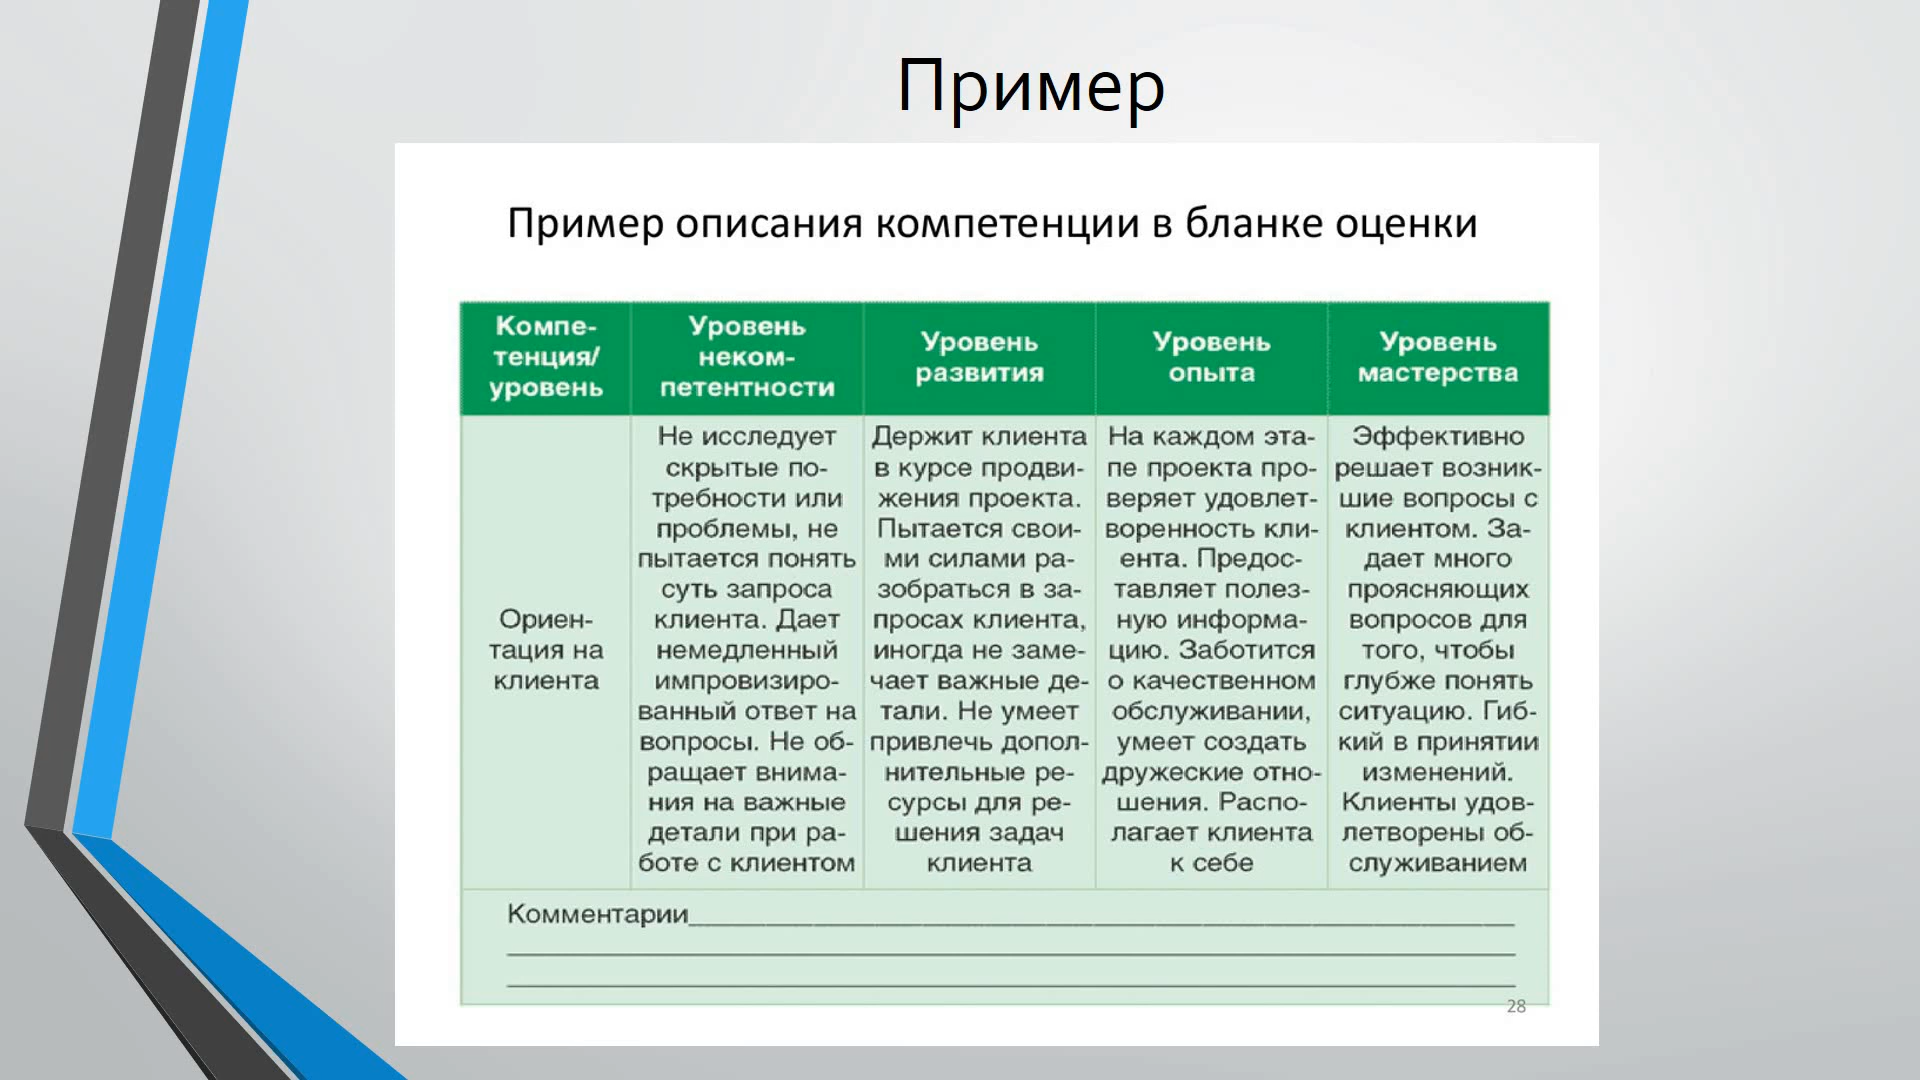 Пример
Пример описания компетенции в бланке оценки
Компе-
тенция/
уровень
Уровень
неком-
петентности
Уровень
развития
Уровень
опыта
Уровень
мастерства
Ориен-
тация на
клиента
Не исследует
скрытые по-
требности или
проблемы, не
пытается понять
суть запроса
клиента. Дает
немедленный
импровизиро-
ванный ответ на
вопросы. Не об-
ращает внима-
ния на важные
детали при ра-
боте с клиентом
Держит клиента
в курсе продви-
жения проекта.
Пытается свои-
ми силами ра-
зобраться в за-
просах клиента,
иногда не заме-
чает важные де-
тали. Не умеет
привлечь допол-
нительные ре-
сурсы для ре-
шения задач
клиента
На каждом эта-
пе проекта про-
веряет удовлет-
воренность кли-
ента. Предос-
тавляет полез-
ную информа-
цию. Заботится
о качественном
обслуживании,
умеет создать
дружеские отно-
шения. Распо-
лагает клиента
к себе
Эффективно
решает возник-
шие вопросы с
клиентом. За-
дает много
проясняющих
вопросов для
того, чтобы
глубже понять
ситуацию. Гиб-
кий в принятии
изменений.
Клиенты удов-
летворены об-
служиванием
Комментарии
28